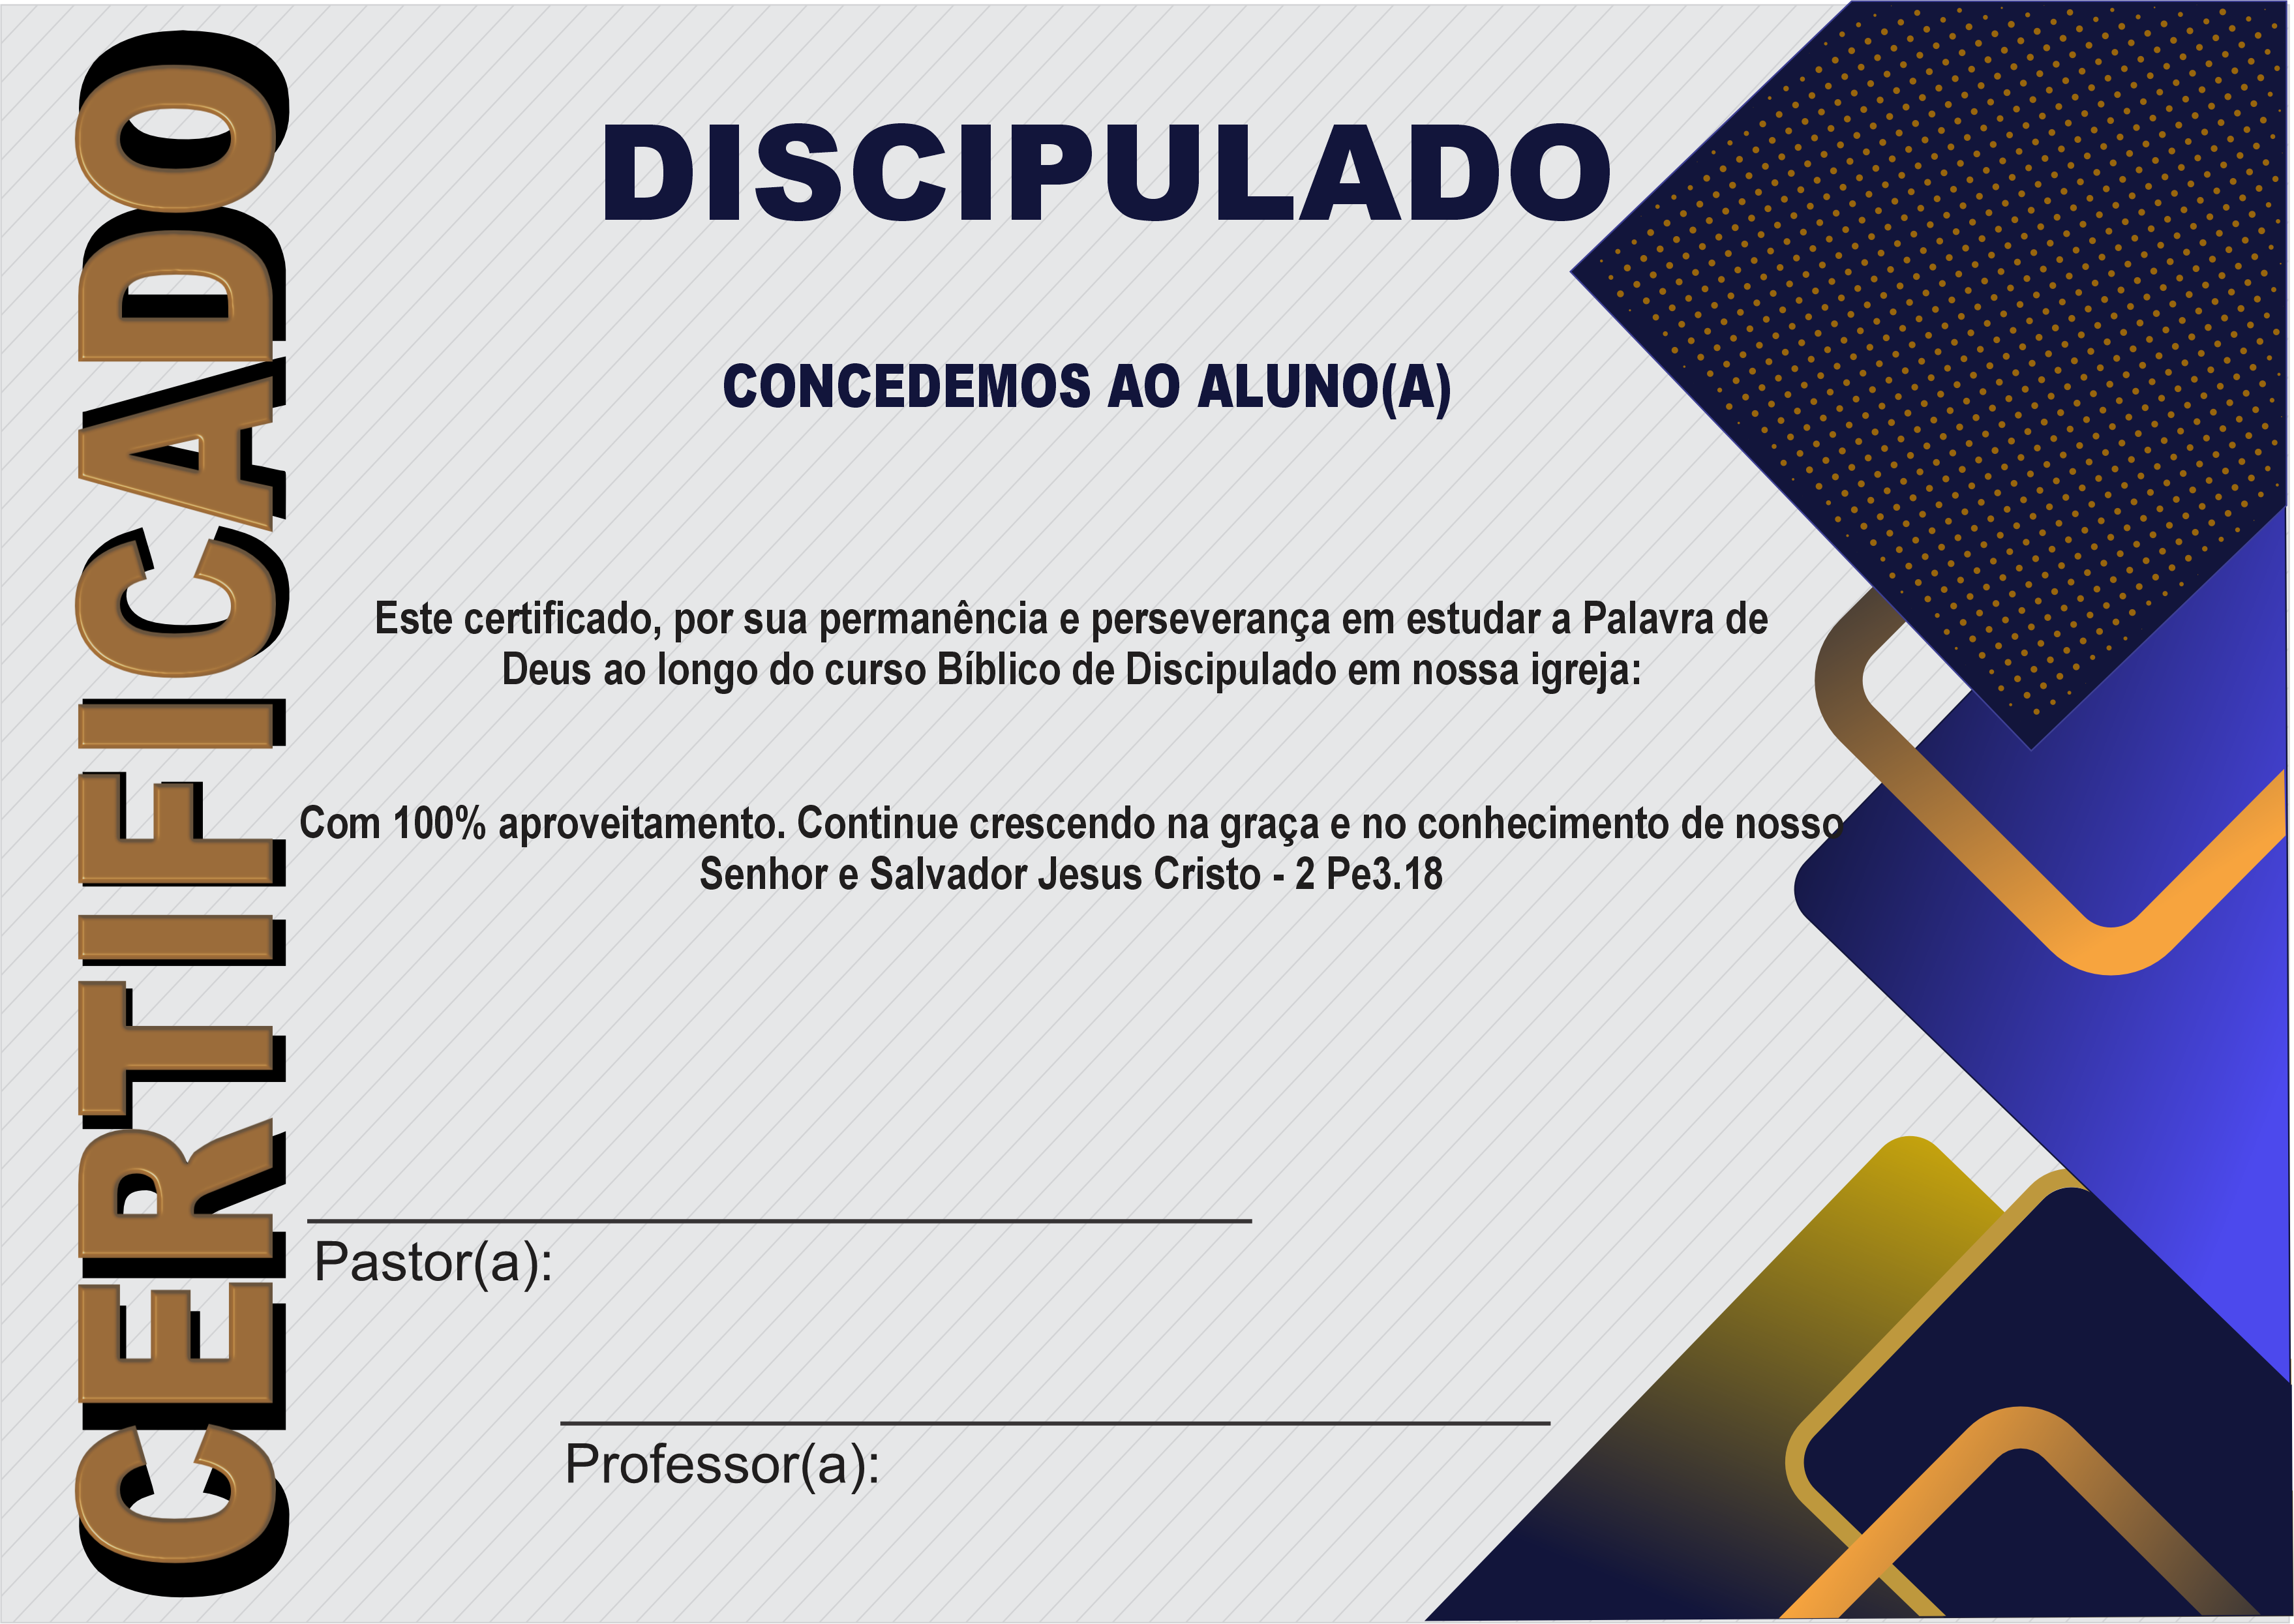 CERTIFICADO
DISCIPULADO
CONCEDEMOS AO ALUNO(A)
Este certificado, por sua permanência e perseverança em estudar a Palavra de
Deus ao longo do curso Bíblico de Discipulado em nossa igreja:
Com 100% aproveitamento. Continue crescendo na graça e no conhecimento de nosso
Senhor e Salvador Jesus Cristo - 2 Pe3.18
Pastor(a):
Professor(a):